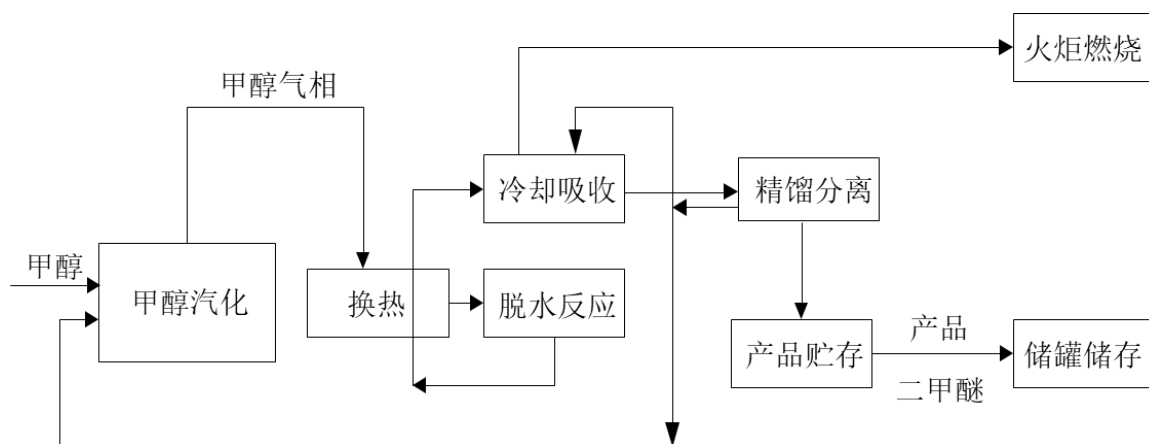 火炬燃烧
甲醇气相
冷却吸收
精馏分离
甲醇
甲醇汽化
换热
脱水反应
产品贮存
产品
二甲醚
储罐储存